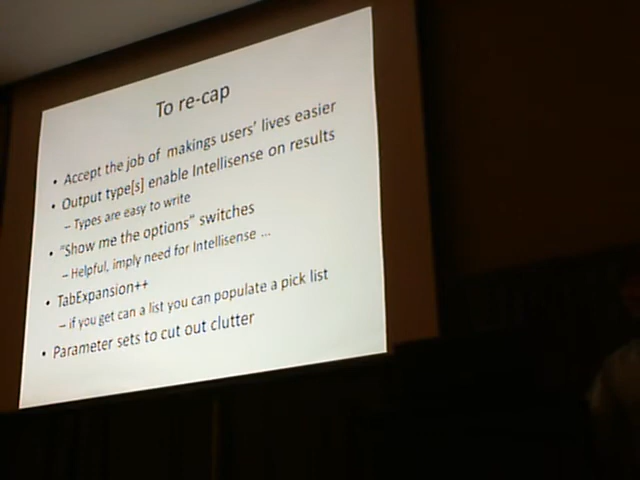 To re-cap
• Accept the job of makings users' lives easier
• Output type[s] enable Intellisense on results
– Types are easy to write
• "Show me the options" switches
– Helpful, imply need for Intellisense ...
• TabExpansion++
– if you get can a list you can populate a pick list
• Parameter sets to cut out clutter